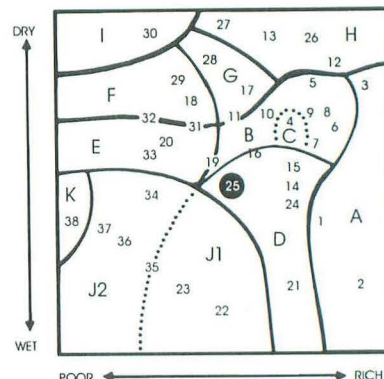 DRY
I 30 27 13 26 H
28 12
F 29 G 5 3
18 17 10 4 9 8
32 31 11 B C 6
E 20 7
33 19 16
15
K 34 25 14
24 1 A
38 37
36
35 J1 D
J2 23 21 2
22
WET
POOR RICH